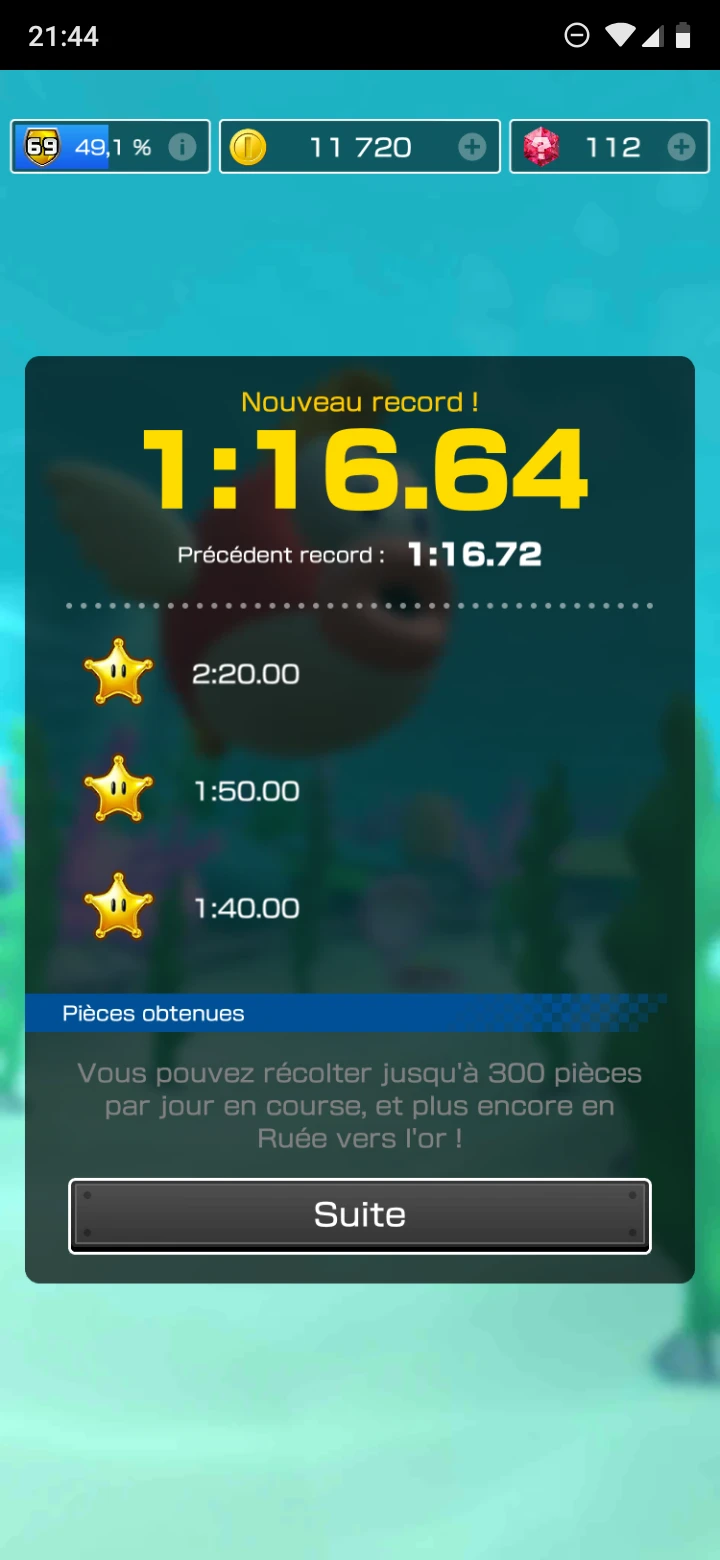 21:44
69 49,1 % i
11 720 +
112 +
Nouveau record !
1:16.64
Précédent record : 1:16.72
2:20.00
1:50.00
1:40.00
Pièces obtenues
Vous pouvez récolter jusqu'à 300 pièces
par jour en course, et plus encore en
Ruée vers l'or !
Suite